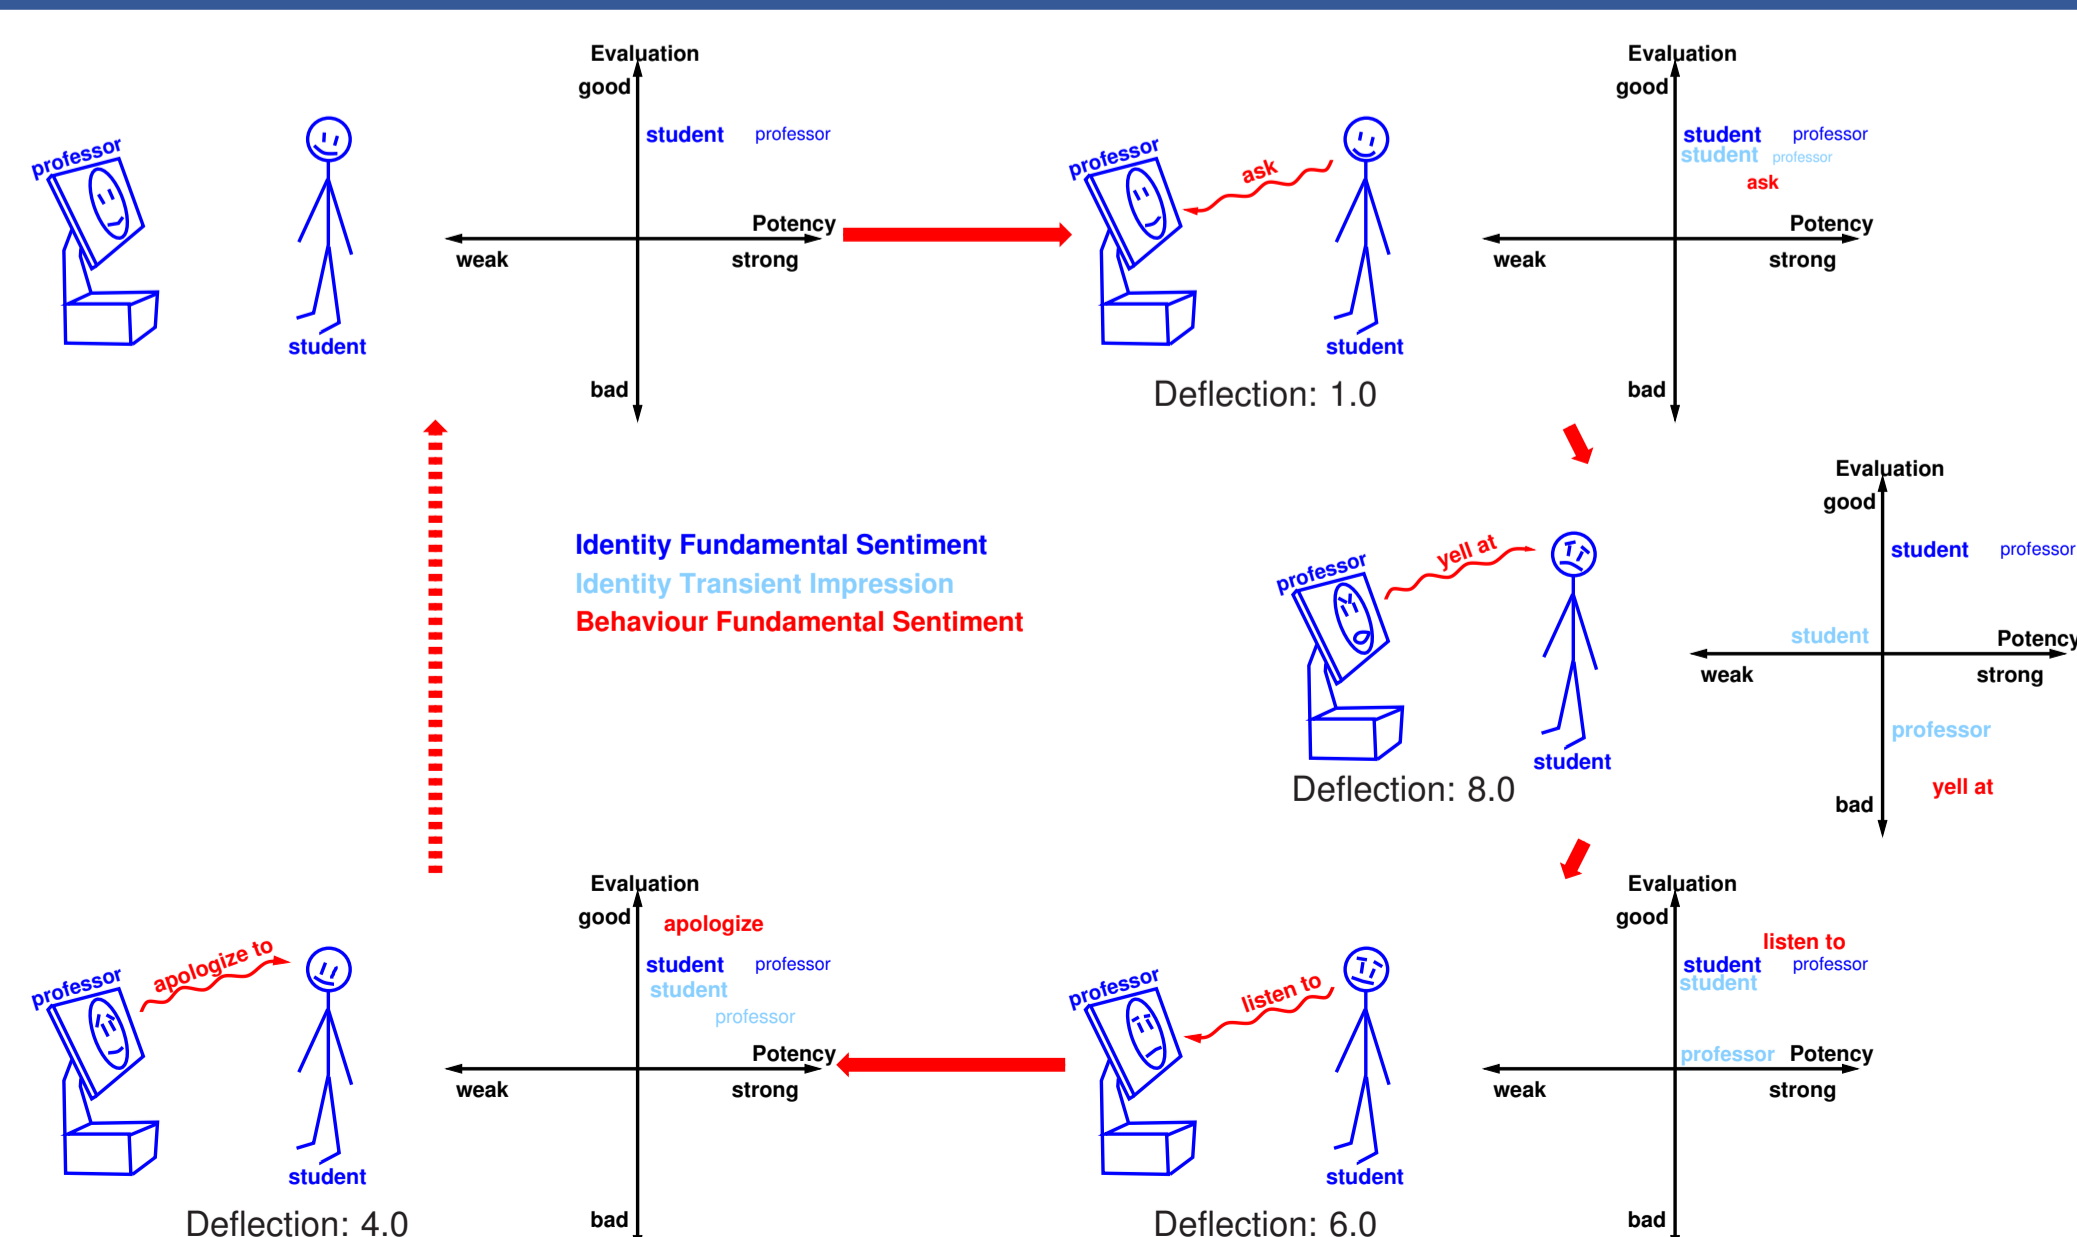 Evaluation
good
professor
student professor
Potency
weak strong
student
bad
Evaluation
good
professor
ask
student professor
student professor
ask
Potency
weak strong
student
Deflection: 1.0
bad
Identity Fundamental Sentiment
Identity Transient Impression
Behaviour Fundamental Sentiment
Evaluation
good
professor
yell at
student professor
student
Potency
weak strong
professor
yell at
student
Deflection: 8.0
bad
Evaluation
good
apologize
professor
apologize to
student professor
student
professor
Potency
weak strong
student
Deflection: 4.0
bad
Evaluation
good
professor
listen to
listen to
student professor
student
professor Potency
weak strong
student
Deflection: 6.0
bad